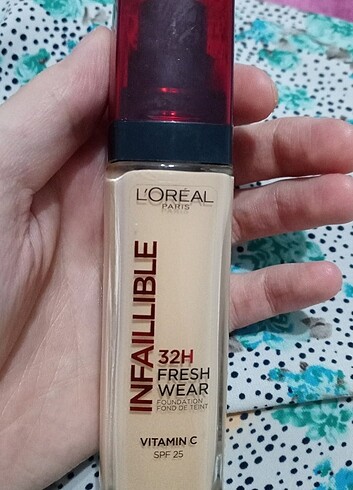 L'ORÉAL
PARIS
INFAILLIBLE
32H
FRESH
WEAR
FOUNDATION
FOND DE TEINT
VITAMIN C
SPF 25